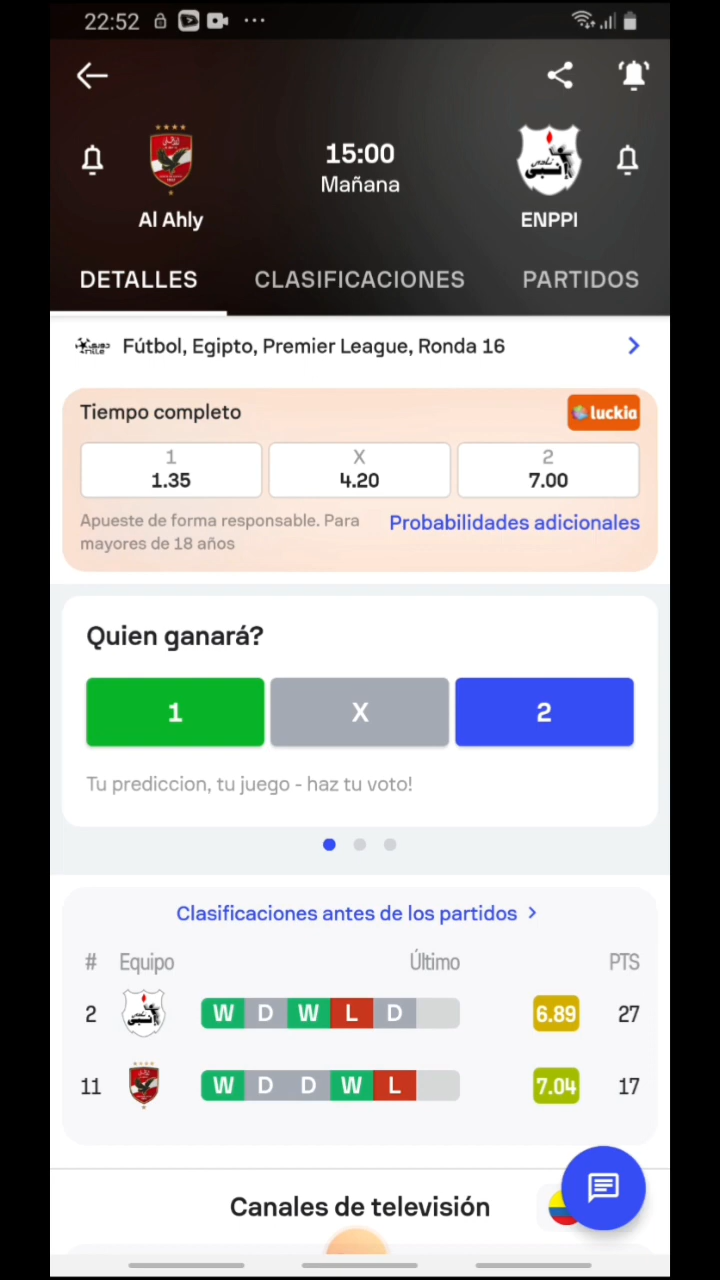 22:52
15:00
Mañana
Al Ahly
ENPPI
DETALLES
CLASIFICACIONES
PARTIDOS
Fútbol, Egipto, Premier League, Ronda 16
Tiempo completo
luckia
1
X
2
1.35
4.20
7.00
Apueste de forma responsable. Para
mayores de 18 años
Probabilidades adicionales
Quien ganará?
1
X
2
Tu prediccion, tu juego - haz tu voto!
Clasificaciones antes de los partidos
# Equipo Último PTS
2 W D W L D 6.89 27
11 W D D W L 7.04 17
Canales de televisión